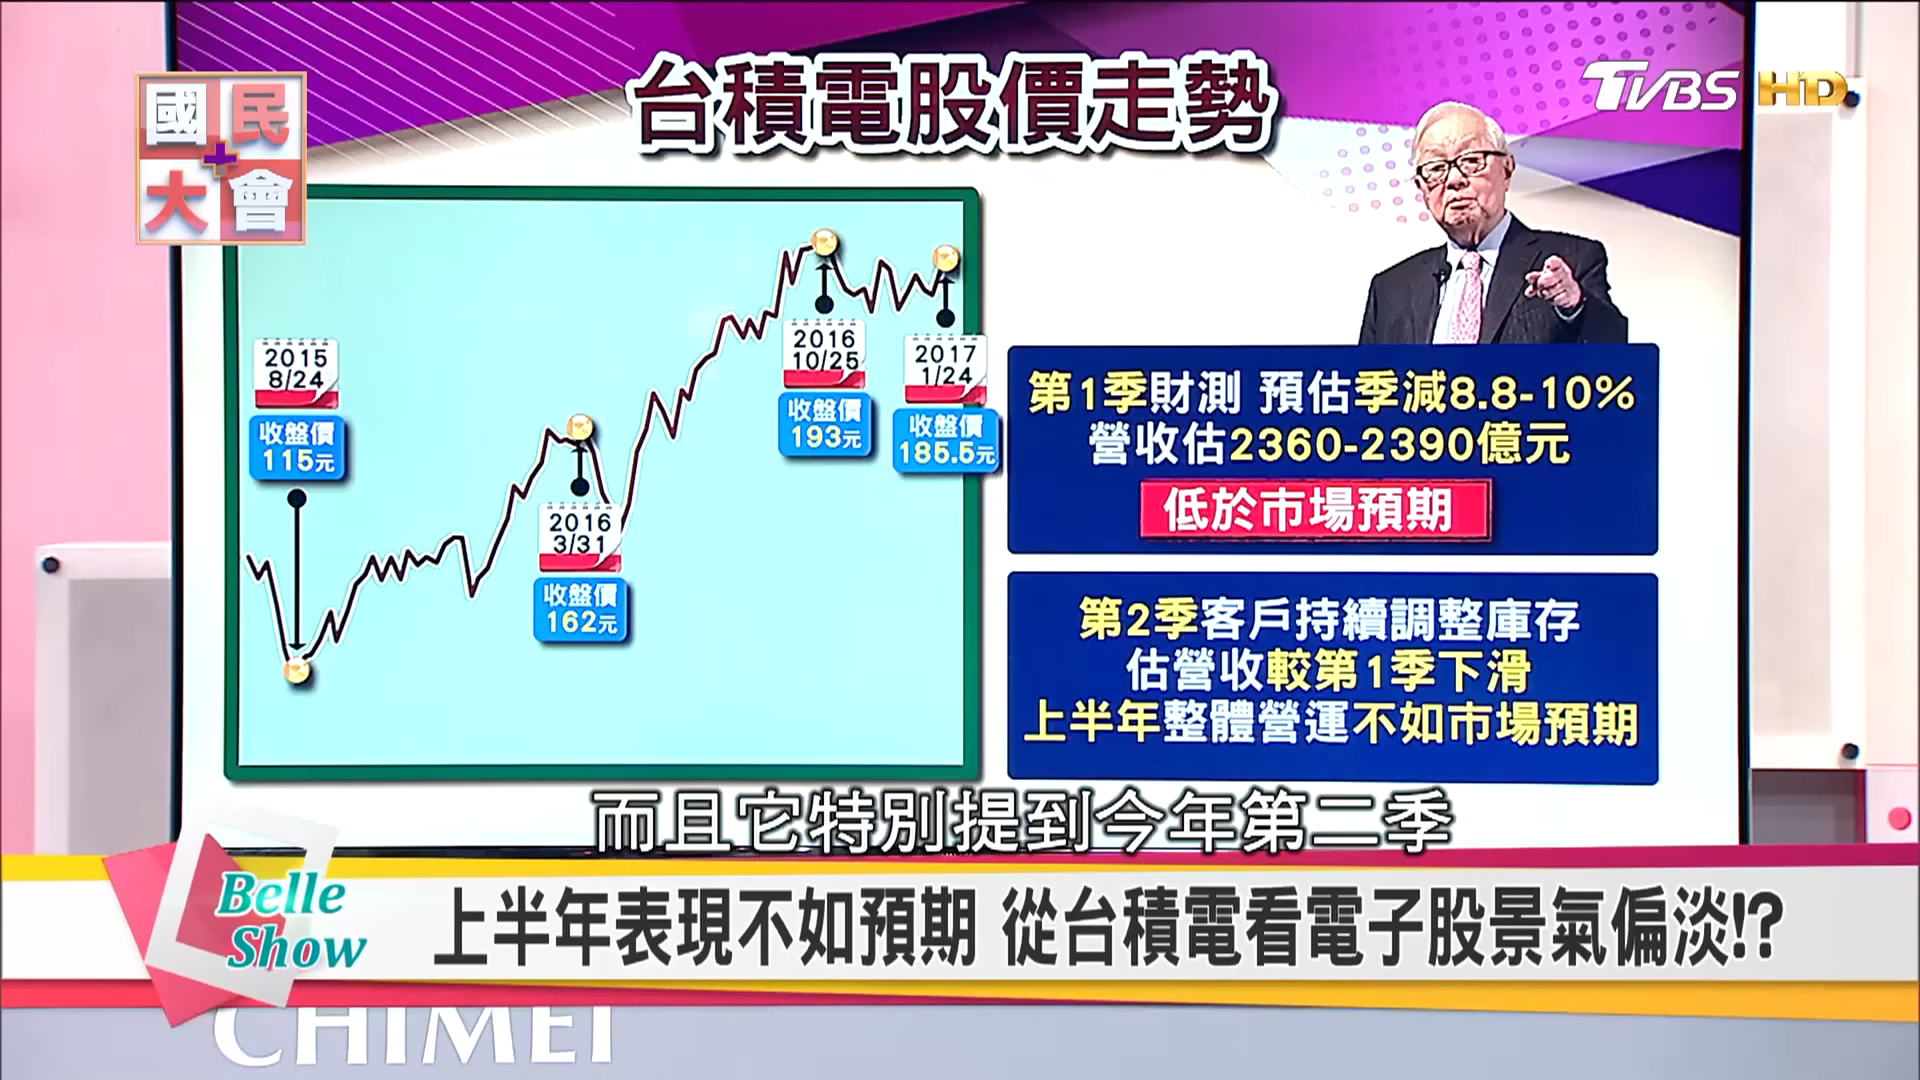 台積電股價走勢
TVBS HD
國民
大會
2015
8/24
收盤價
115元
2016
3/31
收盤價
162元
2016
10/25
收盤價
193元
2017
1/24
收盤價
185.5元
第1季財測 預估季減8.8-10%
營收估2360-2390億元
低於市場預期
第2季客戶持續調整庫存
估營收較第1季下滑
上半年整體營運不如市場預期
而且它特別提到今年第二季
Belle
Show
上半年表現不如預期 從台積電看電子股景氣偏淡!?
CHIMEI